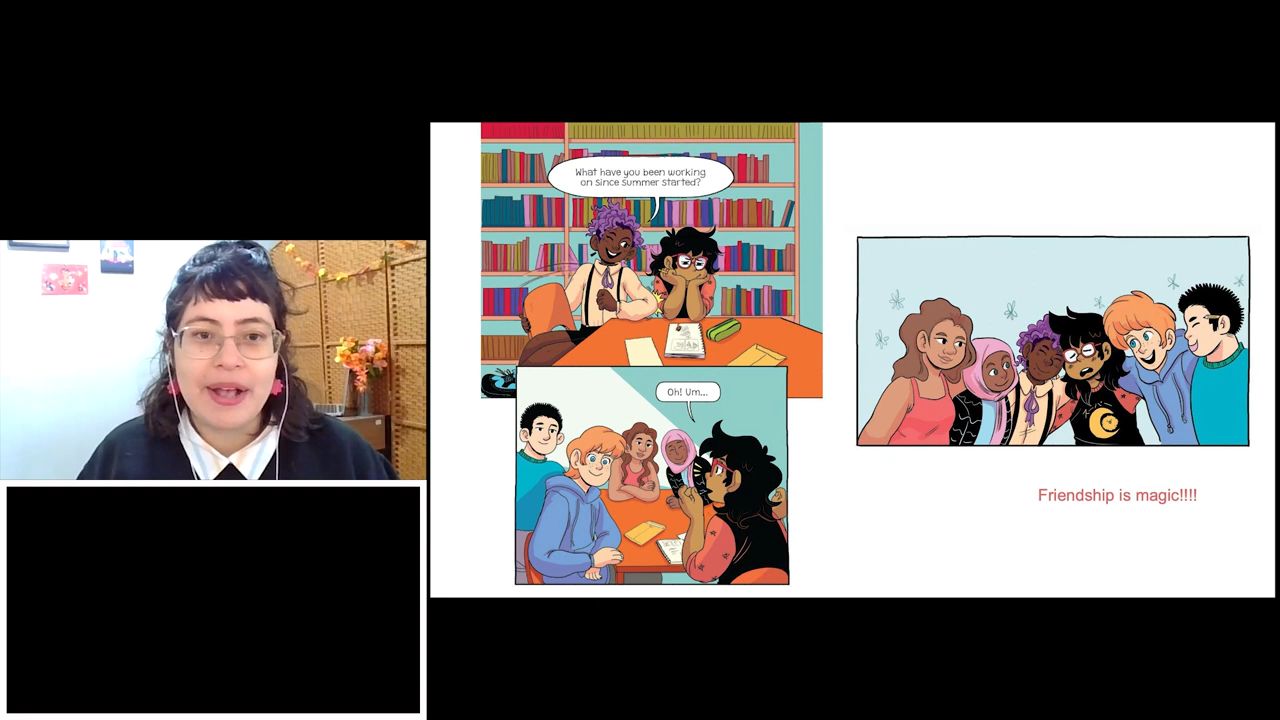 What have you been working
on since summer started?
Oh! Um...
Friendship is magic!!!!